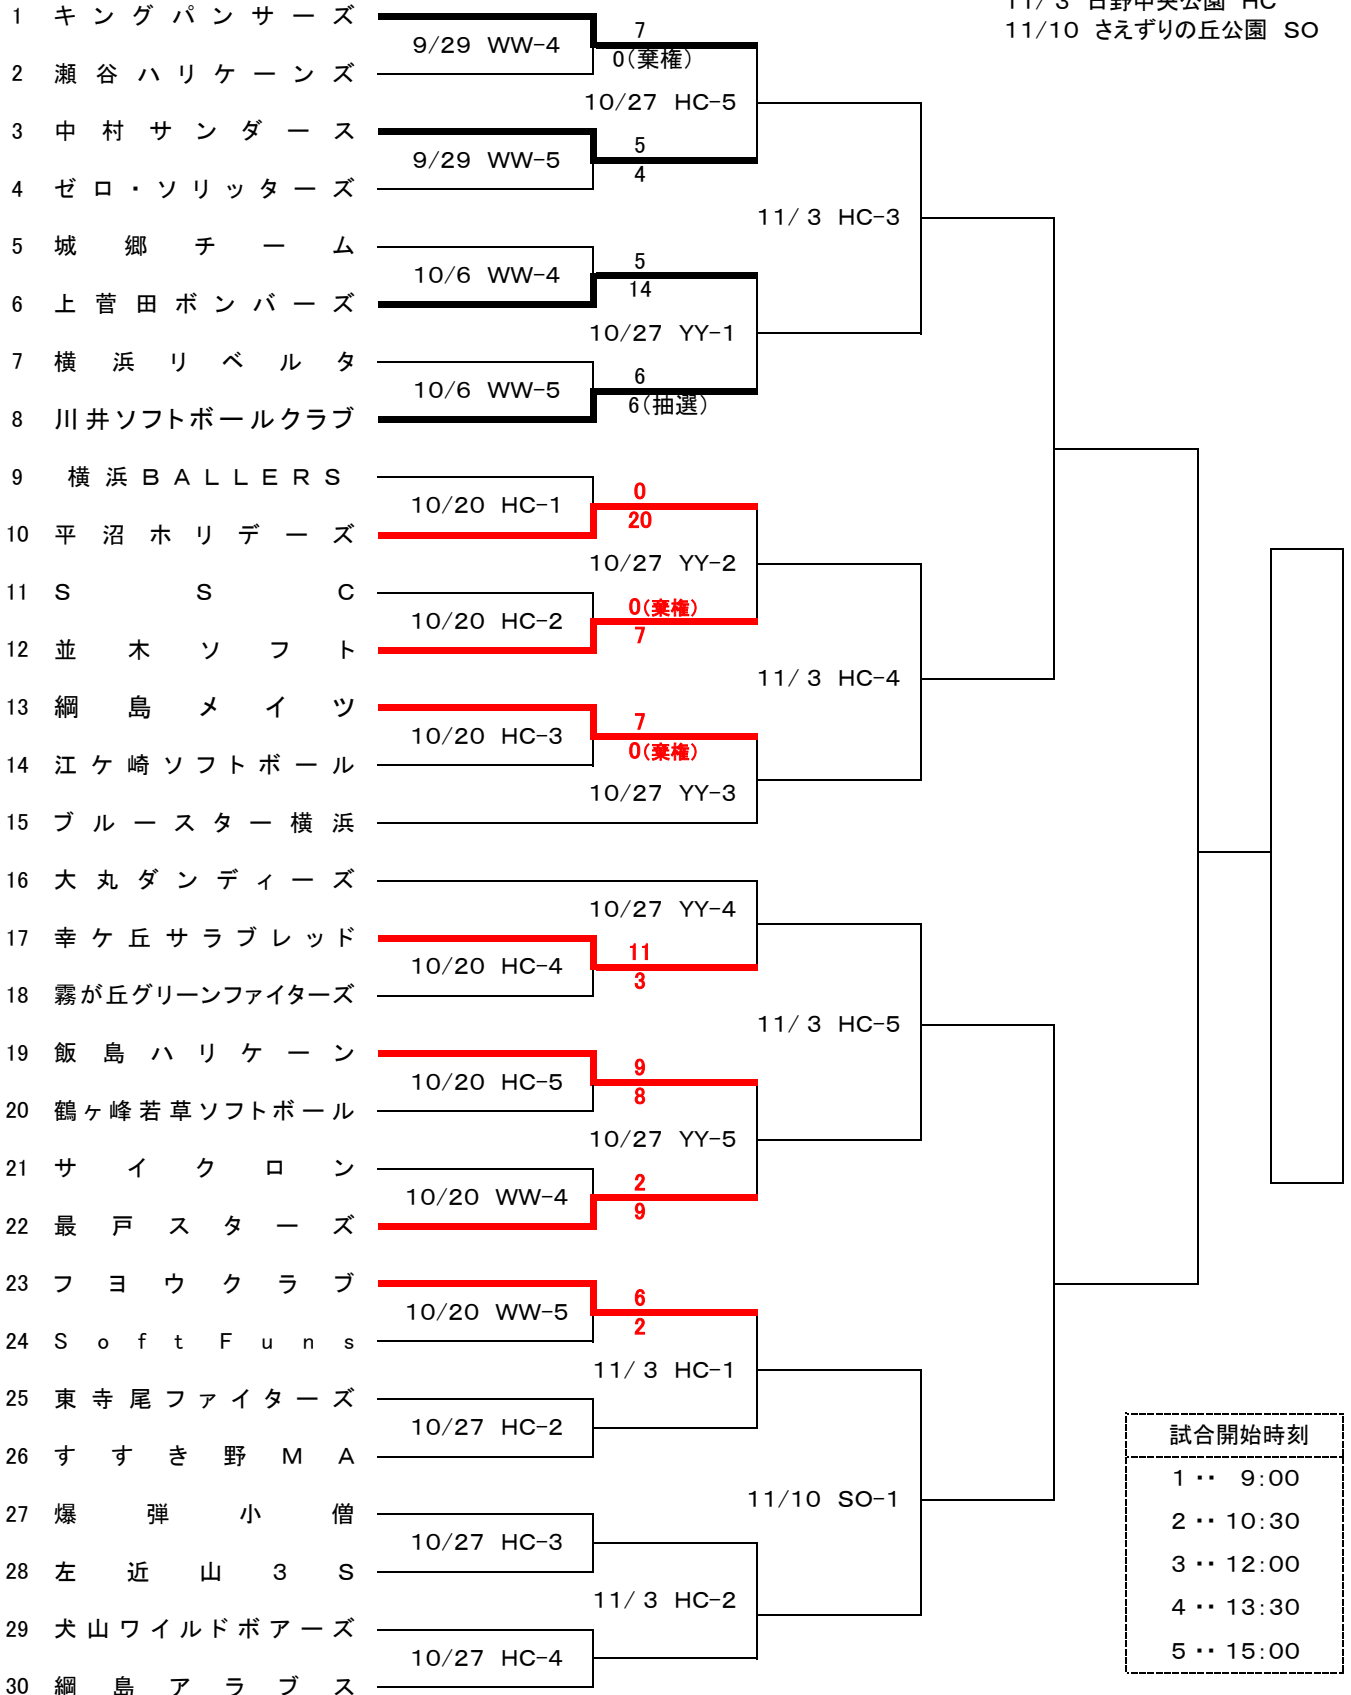 11/ 3 日野中央公園 HC
11/10 さえずりの丘公園 SO
1 キングパンサーズ
9/29 WW-4
7
0(棄権)
2 瀬谷ハリケーンズ
10/27 HC-5
3 中村サンダース
9/29 WW-5
5
4
4 ゼロ・ソリッターズ
11/ 3 HC-3
5 城郷チーム
10/6 WW-4
5
14
6 上菅田ボンバーズ
10/27 YY-1
7 横浜リベルタ
10/6 WW-5
6
6(抽選)
8 川井ソフトボールクラブ
9 横浜BALLERS
10/20 HC-1
0
20
10 平沼ホリデーズ
10/27 YY-2
11 SSC
10/20 HC-2
0(棄権)
7
12 並木ソフト
11/ 3 HC-4
13 綱島メイツ
10/20 HC-3
7
0(棄権)
14 江ケ崎ソフトボール
10/27 YY-3
15 ブルースター横浜
16 大丸ダンディーズ
10/27 YY-4
17 幸ケ丘サラブレッド
10/20 HC-4
11
3
18 霧が丘グリーンファイターズ
11/ 3 HC-5
19 飯島ハリケーン
10/20 HC-5
9
8
20 鶴ヶ峰若草ソフトボール
10/27 YY-5
21 サイクロン
10/20 WW-4
2
9
22 最戸スターズ
23 フヨウクラブ
10/20 WW-5
6
2
24 Soft Funs
11/ 3 HC-1
25 東寺尾ファイターズ
10/27 HC-2
26 すすき野MA
11/10 SO-1
27 爆弾小僧
10/27 HC-3
28 左近山3S
11/ 3 HC-2
29 犬山ワイルドボアーズ
10/27 HC-4
30 綱島アラブス
試合開始時刻
1 ・・ 9:00
2 ・・ 10:30
3 ・・ 12:00
4 ・・ 13:30
5 ・・ 15:00